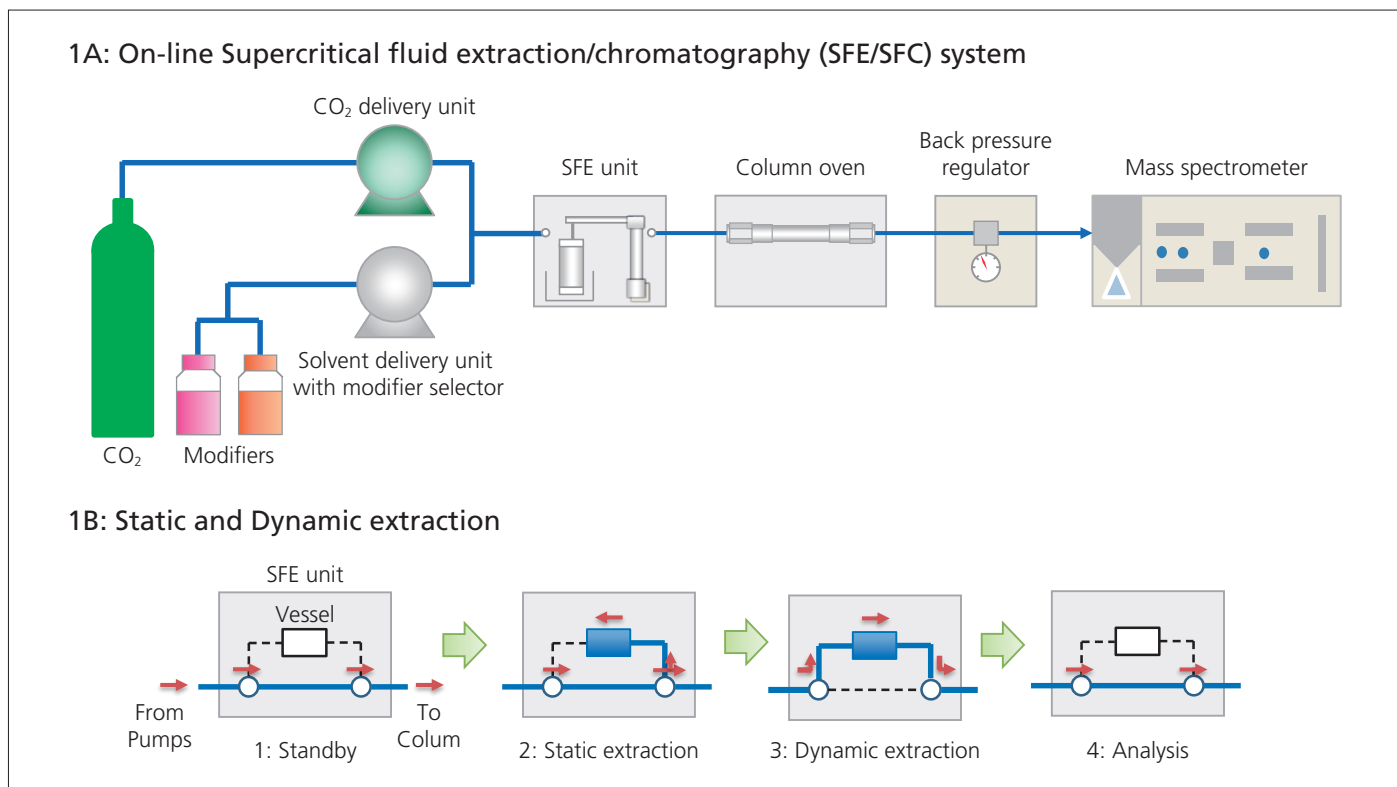 1A: On-line Supercritical fluid extraction/chromatography (SFE/SFC) system
CO₂ delivery unit
SFE unit
Column oven
Back pressure
regulator
Mass spectrometer
Solvent delivery unit
with modifier selector
CO₂
Modifiers
1B: Static and Dynamic extraction
SFE unit
Vessel
From
Pumps
To
Colum
1: Standby
2: Static extraction
3: Dynamic extraction
4: Analysis